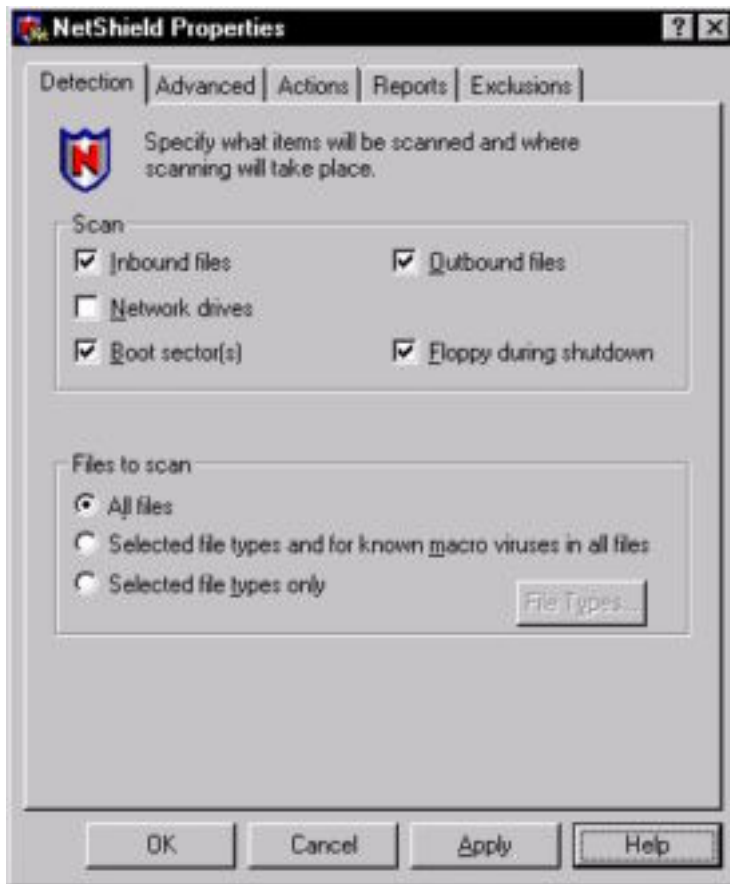 NetShield Properties
Detection Advanced Actions Reports Exclusions
N
Specify what items will be scanned and where
scanning will take place.
Scan
Inbound files Outbound files
Network drives
Boot sector(s) Floppy during shutdown
Files to scan
All files
Selected file types and for known macro viruses in all files
Selected file types only
File Types...
OK Cancel Apply Help